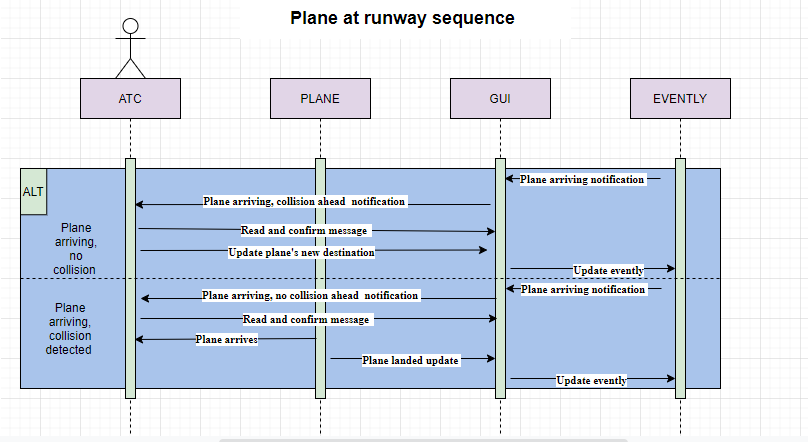 Plane at runway sequence
ATC
PLANE
GUI
EVENTLY
ALT
Plane arriving notification
Plane arriving, collision ahead notification
Plane
arriving,
no
collision
Read and confirm message
Update plane's new destination
Update evently
Plane arriving notification
Plane arriving, no collision ahead notification
Plane
arriving,
collision
detected
Read and confirm message
Plane arrives
Plane landed update
Update evently